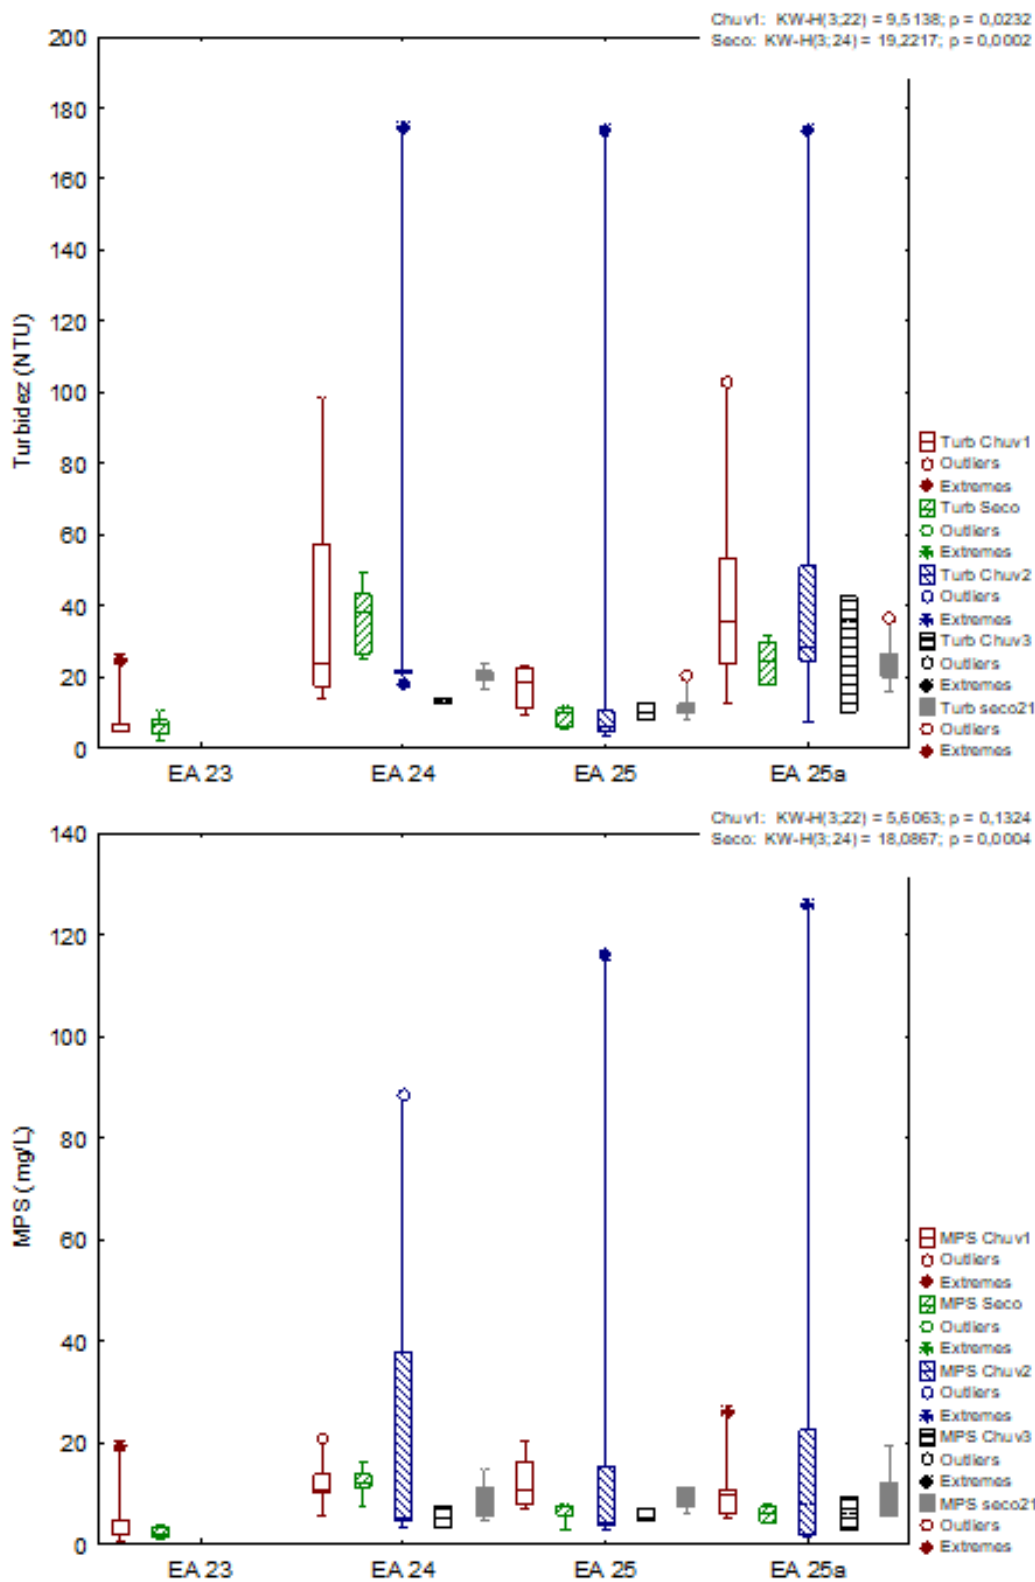 Chuv1: KW-H(3;22) = 9,5138; p = 0,0232
Seco: KW-H(3;24) = 19,2217; p = 0,0002
200
180
160
140
120
100
80
60
40
20
0
Turbidez (NTU)
EA 23 EA 24 EA 25 EA 25a
Turb Chuv1
Outliers
Extremes
Turb Seco
Outliers
Extremes
Turb Chuv2
Outliers
Extremes
Turb Chuv3
Outliers
Extremes
Turb seco21
Outliers
Extremes
Chuv1: KW-H(3;22) = 5,6063; p = 0,1324
Seco: KW-H(3;24) = 18,0867; p = 0,0004
140
120
100
80
60
40
20
0
MPS (mg/L)
EA 23 EA 24 EA 25 EA 25a
MPS Chuv1
Outliers
Extremes
MPS Seco
Outliers
Extremes
MPS Chuv2
Outliers
Extremes
MPS Chuv3
Outliers
Extremes
MPS seco21
Outliers
Extremes